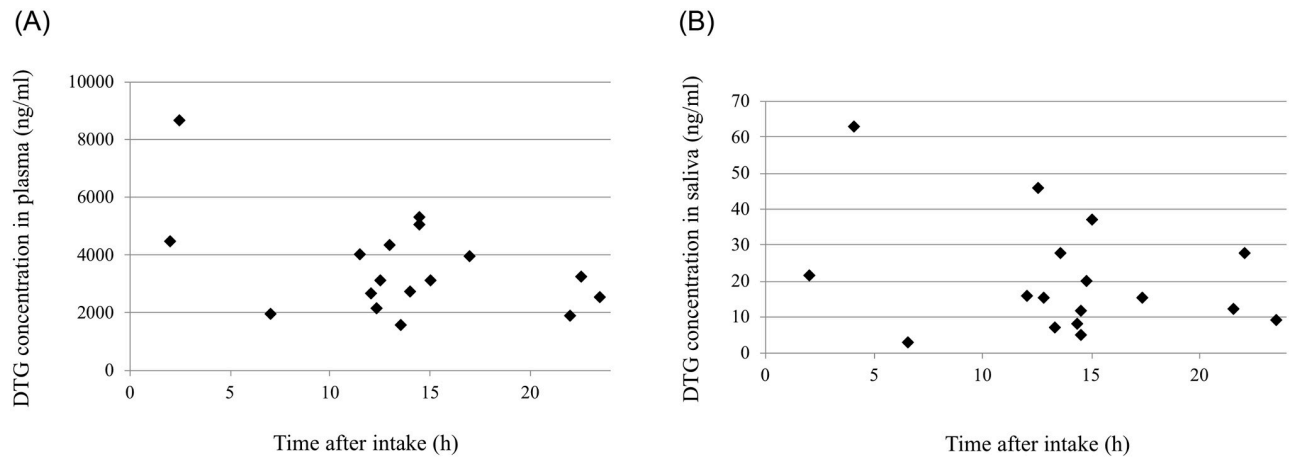 (A)
DTG concentration in plasma (ng/ml)
10000
8000
6000
4000
2000
0
0 5 10 15 20
Time after intake (h)
(B)
DTG concentration in saliva (ng/ml)
70
60
50
40
30
20
10
0
0 5 10 15 20
Time after intake (h)